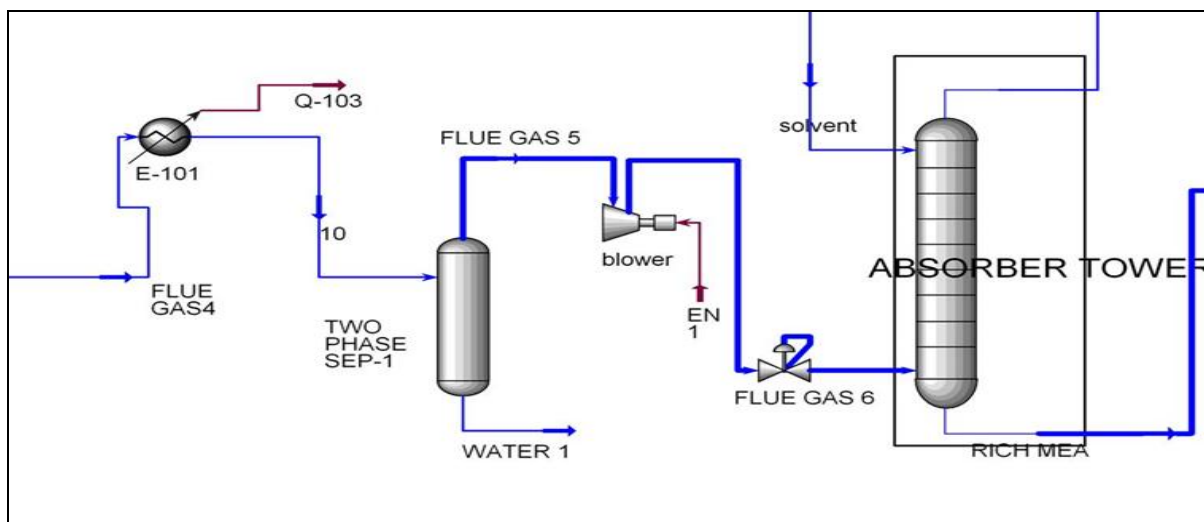 Q-103
E-101
FLUE
GAS4
10
TWO
PHASE
SEP-1
FLUE GAS 5
WATER 1
blower
EN
1
FLUE GAS 6
solvent
ABSORBER TOWER
RICH MEA